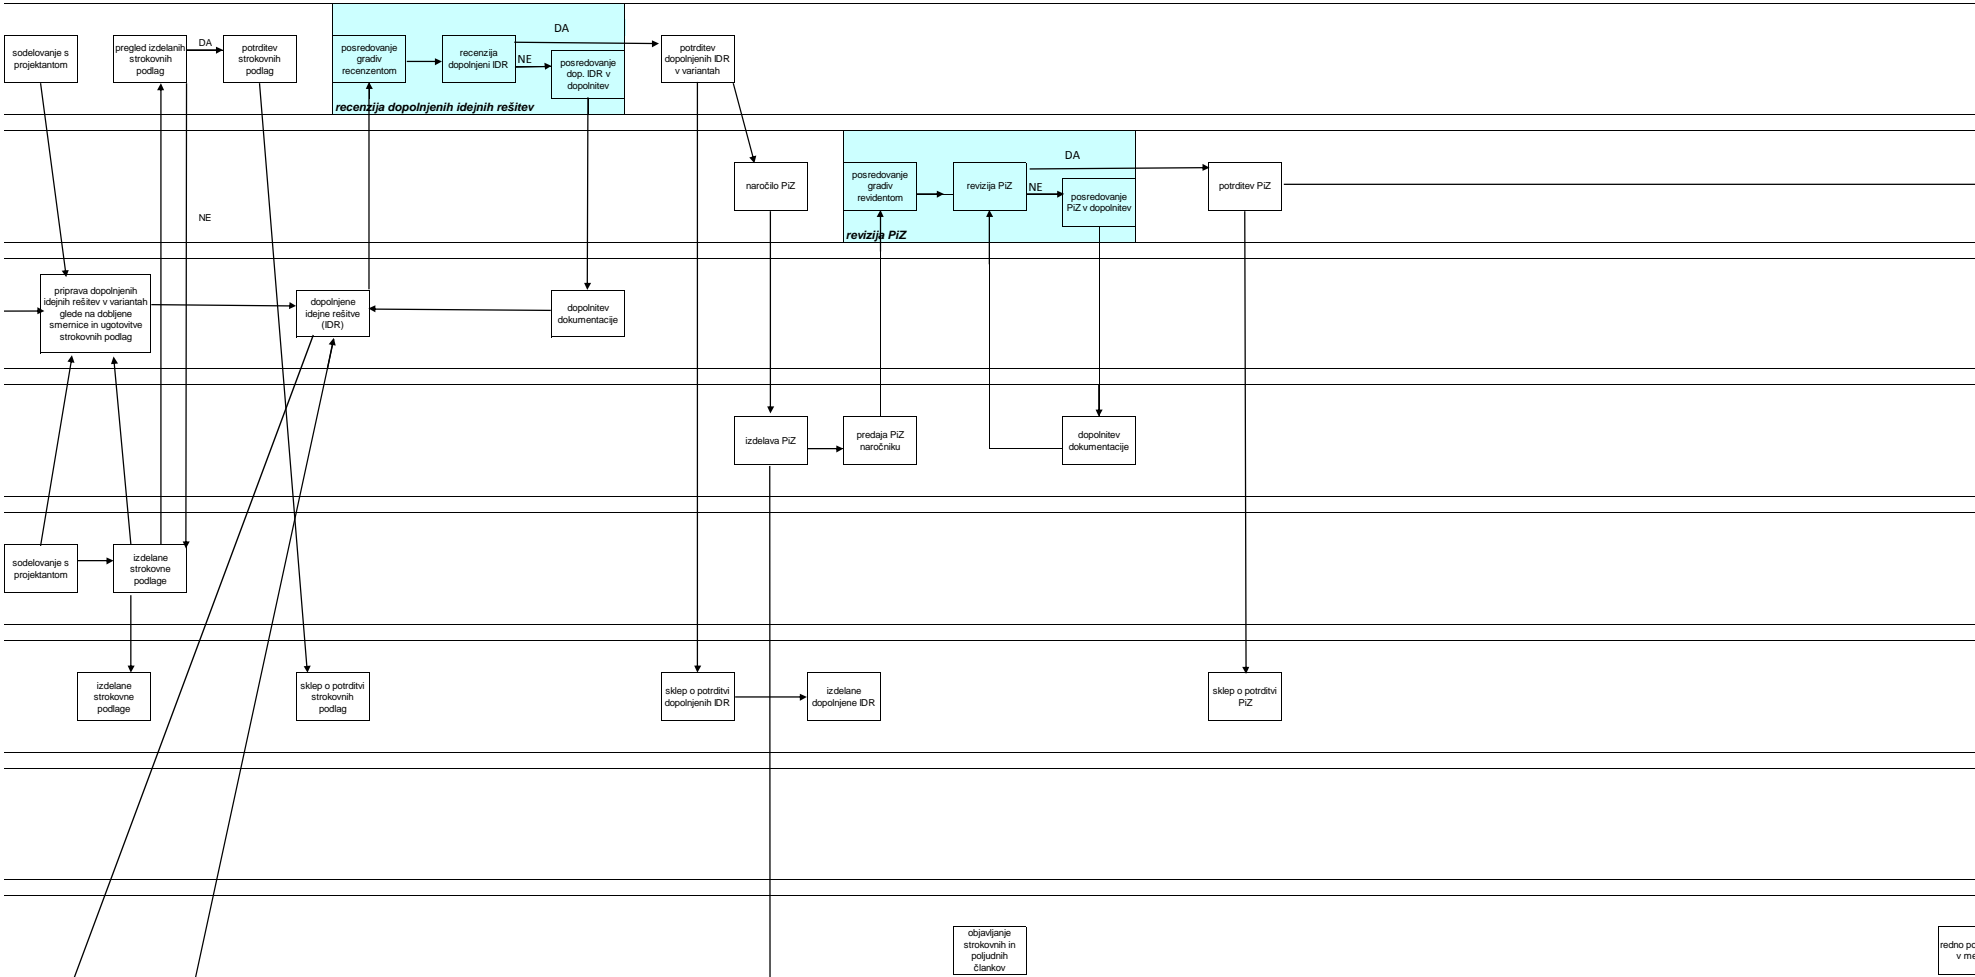 sodelovanje s
projektantom
pregled izdelanih
strokovnih
podlag
DA
potrditev
strokovnih
podlag
posredovanje
gradiv
recenzentom
recenzija
dopolnjeni IDR
DA
NE
posredovanje
dop. IDR v
dopolnitev
recenzija dopolnjenih idejnih rešitev
potrditev
dopolnjenih IDR
v variantah
NE
naročilo PiZ
posredovanje
gradiv
revidentom
revizija PiZ
DA
NE
posredovanje
PiZ v dopolnitev
revizija PiZ
potrditev PiZ
priprava dopolnjenih
idejnih rešitev v variantah
glede na dobljene
smernice in ugotovitve
strokovnih podlag
dopolnjene
idejne rešitve
(IDR)
dopolnitev
dokumentacije
izdelava PiZ
predaja PiZ
naročniku
dopolnitev
dokumentacije
sodelovanje s
projektantom
izdelane
strokovne
podlage
izdelane
strokovne
podlage
sklep o potrditvi
strokovnih
podlag
sklep o potrditvi
dopolnjenih IDR
izdelane
dopolnjene IDR
sklep o potrditvi
PiZ
objavljanje
strokovnih in
poljudnih
člankov
redno po
v me